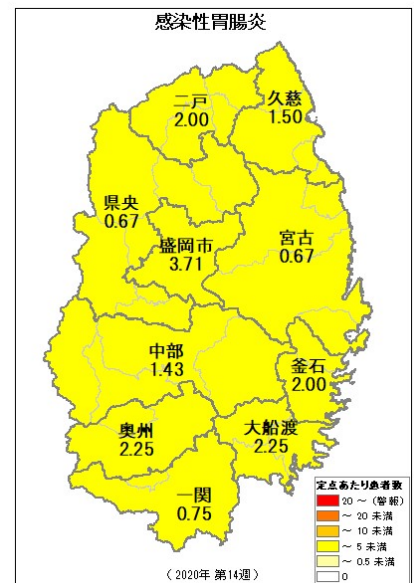 感染性胃腸炎
二戸
2.00
久慈
1.50
県央
0.67
盛岡市
3.71
宮古
0.67
中部
1.43
釜石
2.00
奥州
2.25
大船渡
2.25
一関
0.75
定点あたり患者数
20 ～ (警報)
～ 20 未満
～ 10 未満
～ 5 未満
～ 0.5 未満
0
(2020年 第14週)